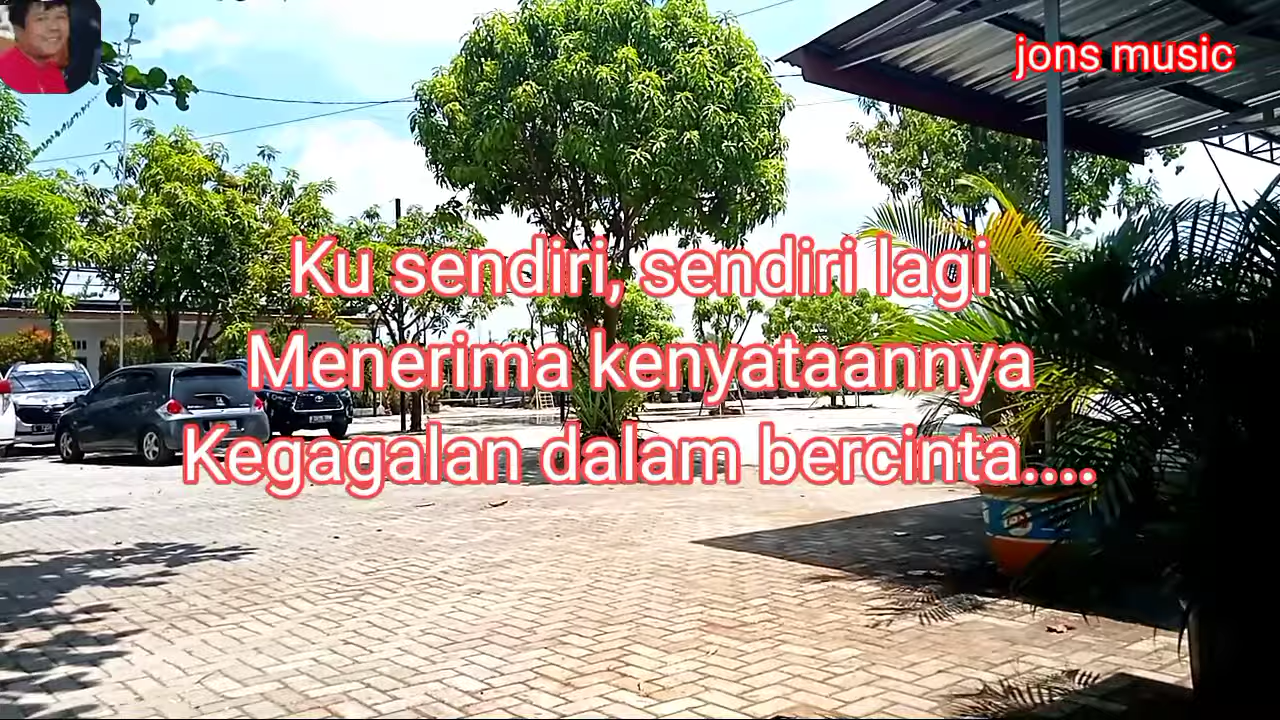 jons music
Ku sendiri, sendiri lagi
Menerima kenyataannya
Kegagalan dalam bercinta....